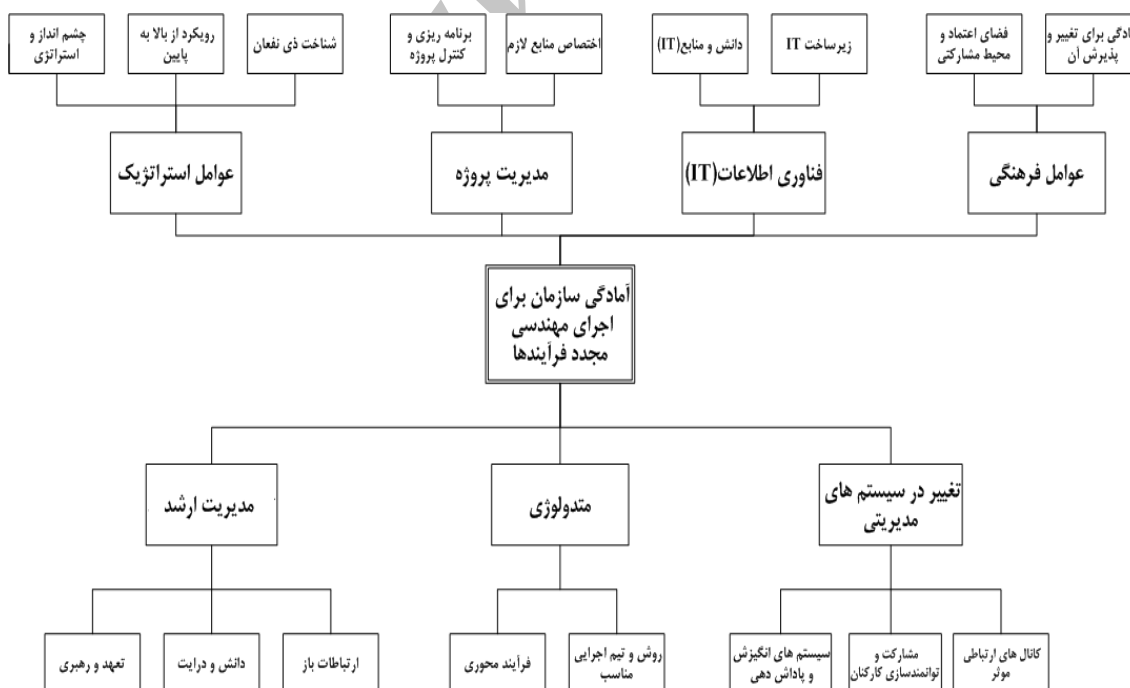 ادگی برای تغییر و
پذیرش آن
فضای اعتماد و
محیط مشارکتی
زیرساخت IT
دانش و منابع(IT)
اختصاص منابع لازم
برنامه ریزی و
کنترل پروژه
شناخت ذی نفعان
رویکرد از بالا به
پایین
چشم انداز و
استراتژی
عوامل فرهنگی
فناوری اطلاعات(IT)
مدیریت پروژه
عوامل استراتژیک
آمادگی سازمان برای
اجرای مهندسی
مجدد فرآیندها
تغییر در سیستم های
مدیریتی
متدولوژی
مدیریت ارشد
کانال های ارتباطی
موثر
مشارکت و
توانمندسازی کارکنان
سیستم های انگیزش
و پاداش دهی
روش و تیم اجرایی
مناسب
فرآیند محوری
ارتباطات باز
دانش و درایت
تعهد و رهبری